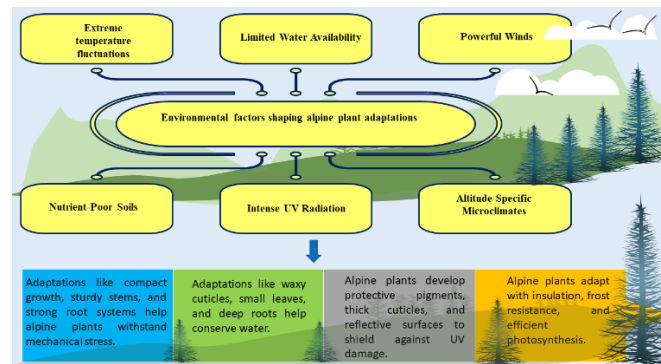 Extreme
temperature
fluctuations
Limited Water Availability
Powerful Winds
Environmental factors shaping alpine plant adaptations
Nutrient-Poor Soils
Intense UV Radiation
Altitude-Specific
Microclimates
Adaptations like compact
growth, sturdy stems, and
strong root systems help
alpine plants withstand
mechanical stress.
Adaptations like waxy
cuticles, small leaves,
and deep roots help
conserve water.
Alpine plants develop
protective pigments,
thick cuticles, and
reflective surfaces to
shield against UV
damage.
Alpine plants adapt
with insulation, frost
resistance, and
efficient
photosynthesis.